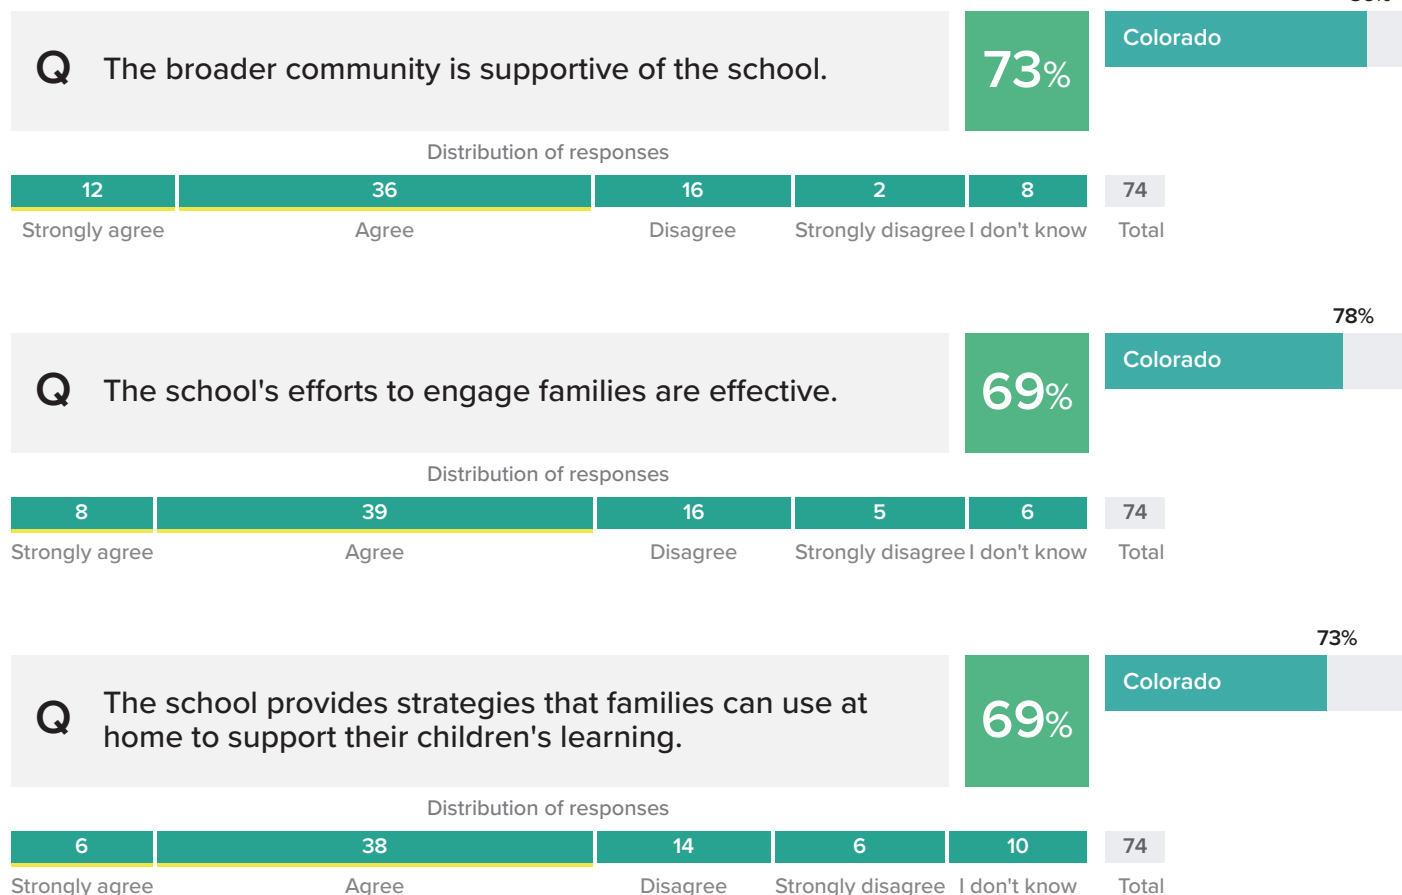 Colorado
Q The broader community is supportive of the school. 73%
Distribution of responses
12 36 16 2 8 74
Strongly agree Agree Disagree Strongly disagree I don't know Total
78%
Colorado
Q The school's efforts to engage families are effective. 69%
Distribution of responses
8 39 16 5 6 74
Strongly agree Agree Disagree Strongly disagree I don't know Total
73%
Colorado
Q The school provides strategies that families can use at
home to support their children's learning. 69%
Distribution of responses
6 38 14 6 10 74
Strongly agree Agree Disagree Strongly disagree I don't know Total